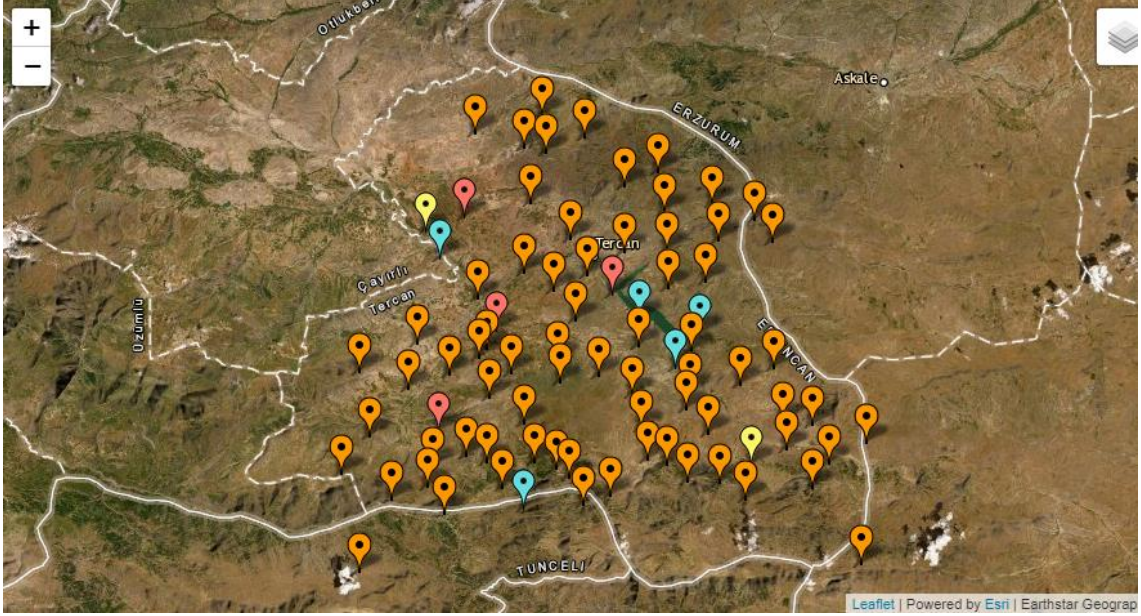 +
−
Otlukbeli
Askale
ERZURUM
Tercan
Çayırlı
Tercan
Üzümlü
ERZINCAN
TUNCELİ
Leaflet | Powered by Esri | Earthstar Geograp